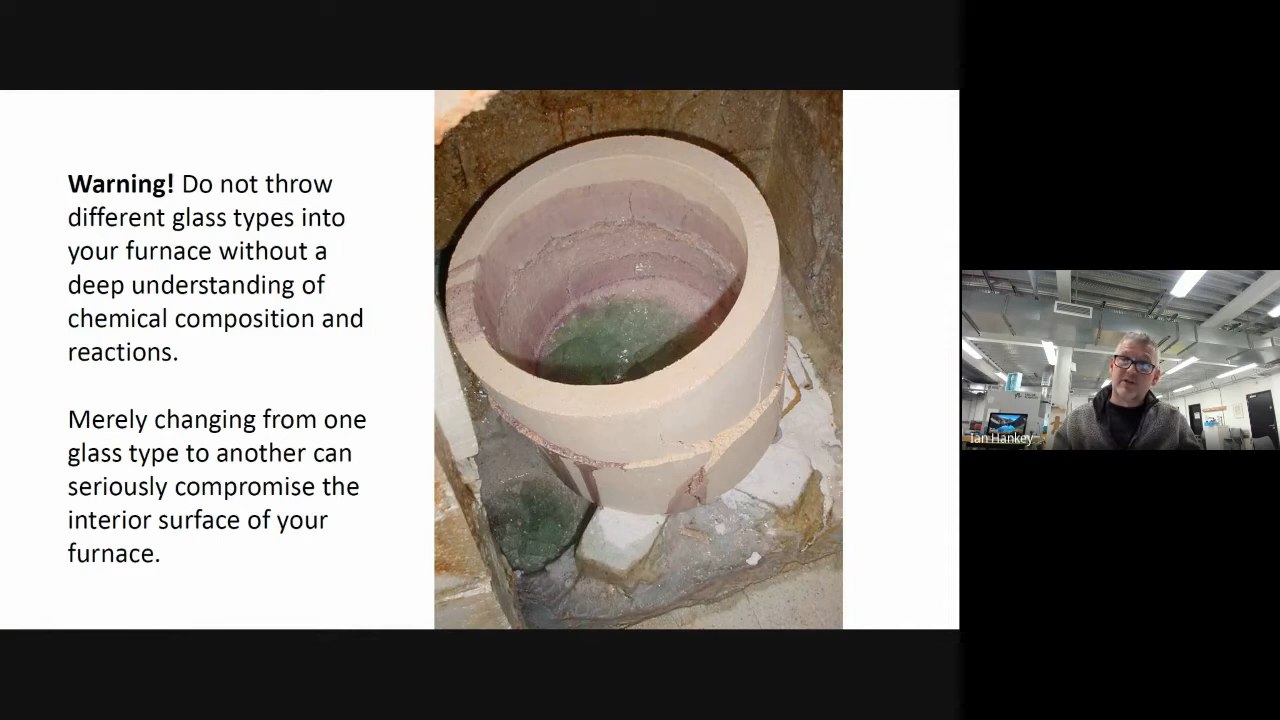 Warning! Do not throw
different glass types into
your furnace without a
deep understanding of
chemical composition and
reactions.
Merely changing from one
glass type to another can
seriously compromise the
interior surface of your
furnace.
Ian Hankey